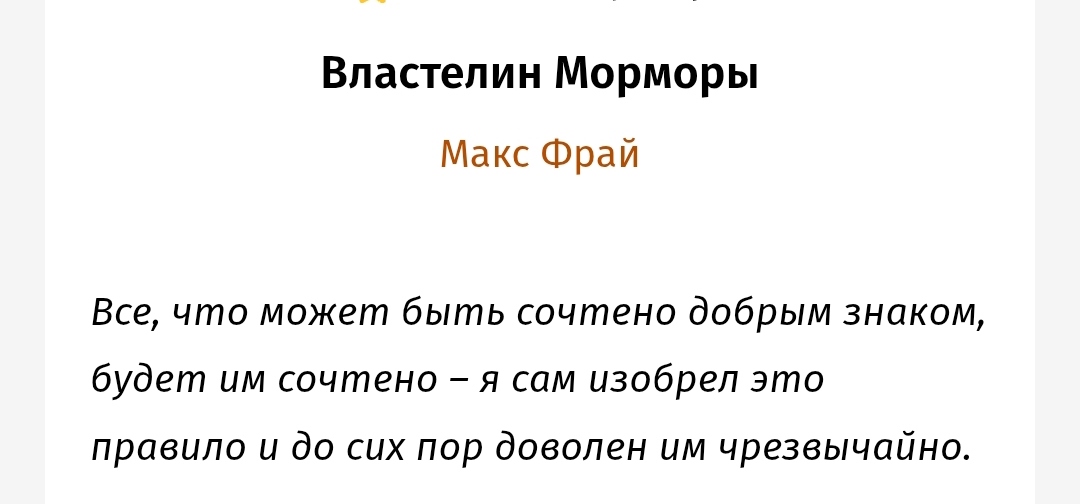 Властелин Морморы
Макс Фрай
Все, что может быть сочтено добрым знаком,
будет им сочтено – я сам изобрел это
правило и до сих пор доволен им чрезвычайно.